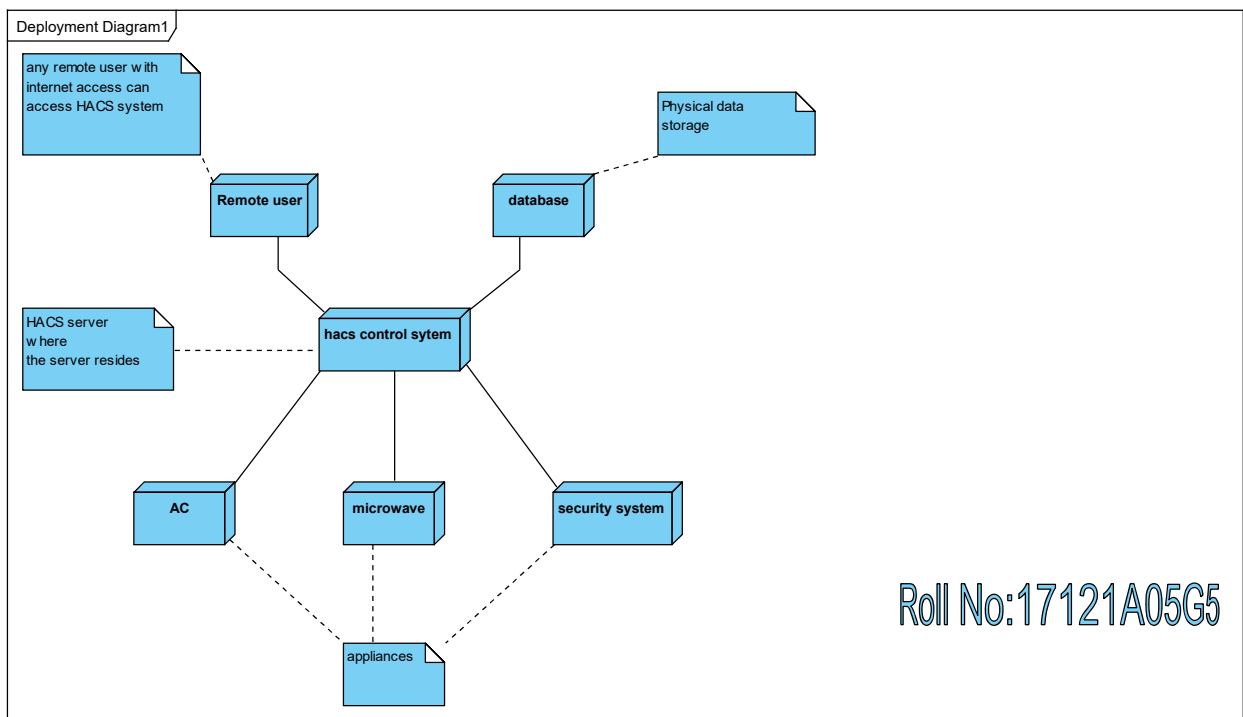 Deployment Diagram1
any remote user with
internet access can
access HACS system
Physical data
storage
Remote user
database
HACS server
where
the server resides
hacs control sytem
AC
microwave
security system
Roll No:17121A05G5
appliances